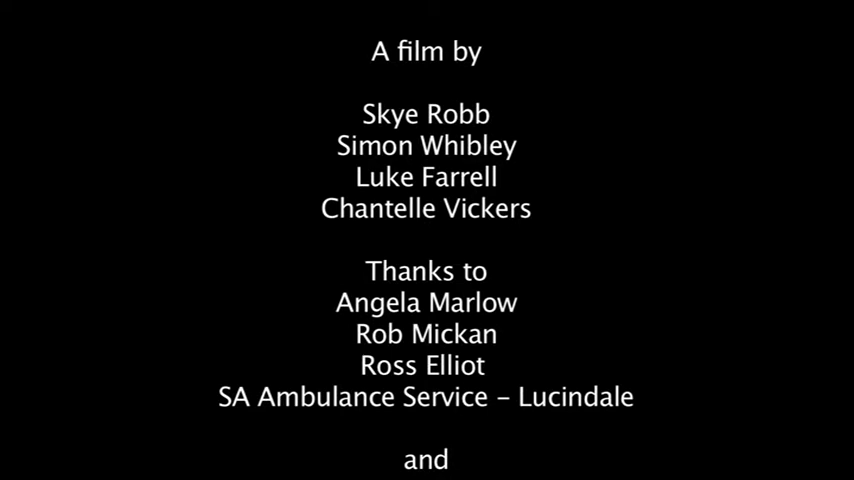 A film by
Skye Robb
Simon Whibley
Luke Farrell
Chantelle Vickers
Thanks to
Angela Marlow
Rob Mickan
Ross Elliot
SA Ambulance Service - Lucindale
and